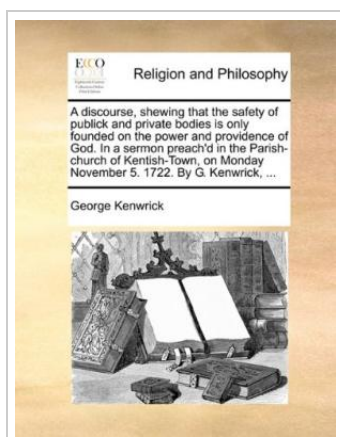 ECCO
Religion and Philosophy
A discourse, shewing that the safety of
publick and private bodies is only
founded on the power and providence of
God. In a sermon preach'd in the Parish-
church of Kentish-Town, on Monday
November 5. 1722. By G. Kenwrick, ...
George Kenwrick